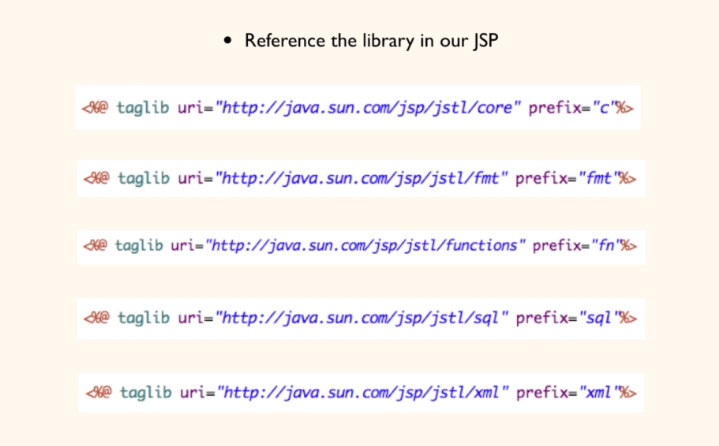 • Reference the library in our JSP
<%@ taglib uri="http://java.sun.com/jsp/jstl/core" prefix="c"%>
<%@ taglib uri="http://java.sun.com/jsp/jstl/fmt" prefix="fmt"%>
<%@ taglib uri="http://java.sun.com/jsp/jstl/functions" prefix="fn"%>
<%@ taglib uri="http://java.sun.com/jsp/jstl/sql" prefix="sql"%>
<%@ taglib uri="http://java.sun.com/jsp/jstl/xml" prefix="xml"%>